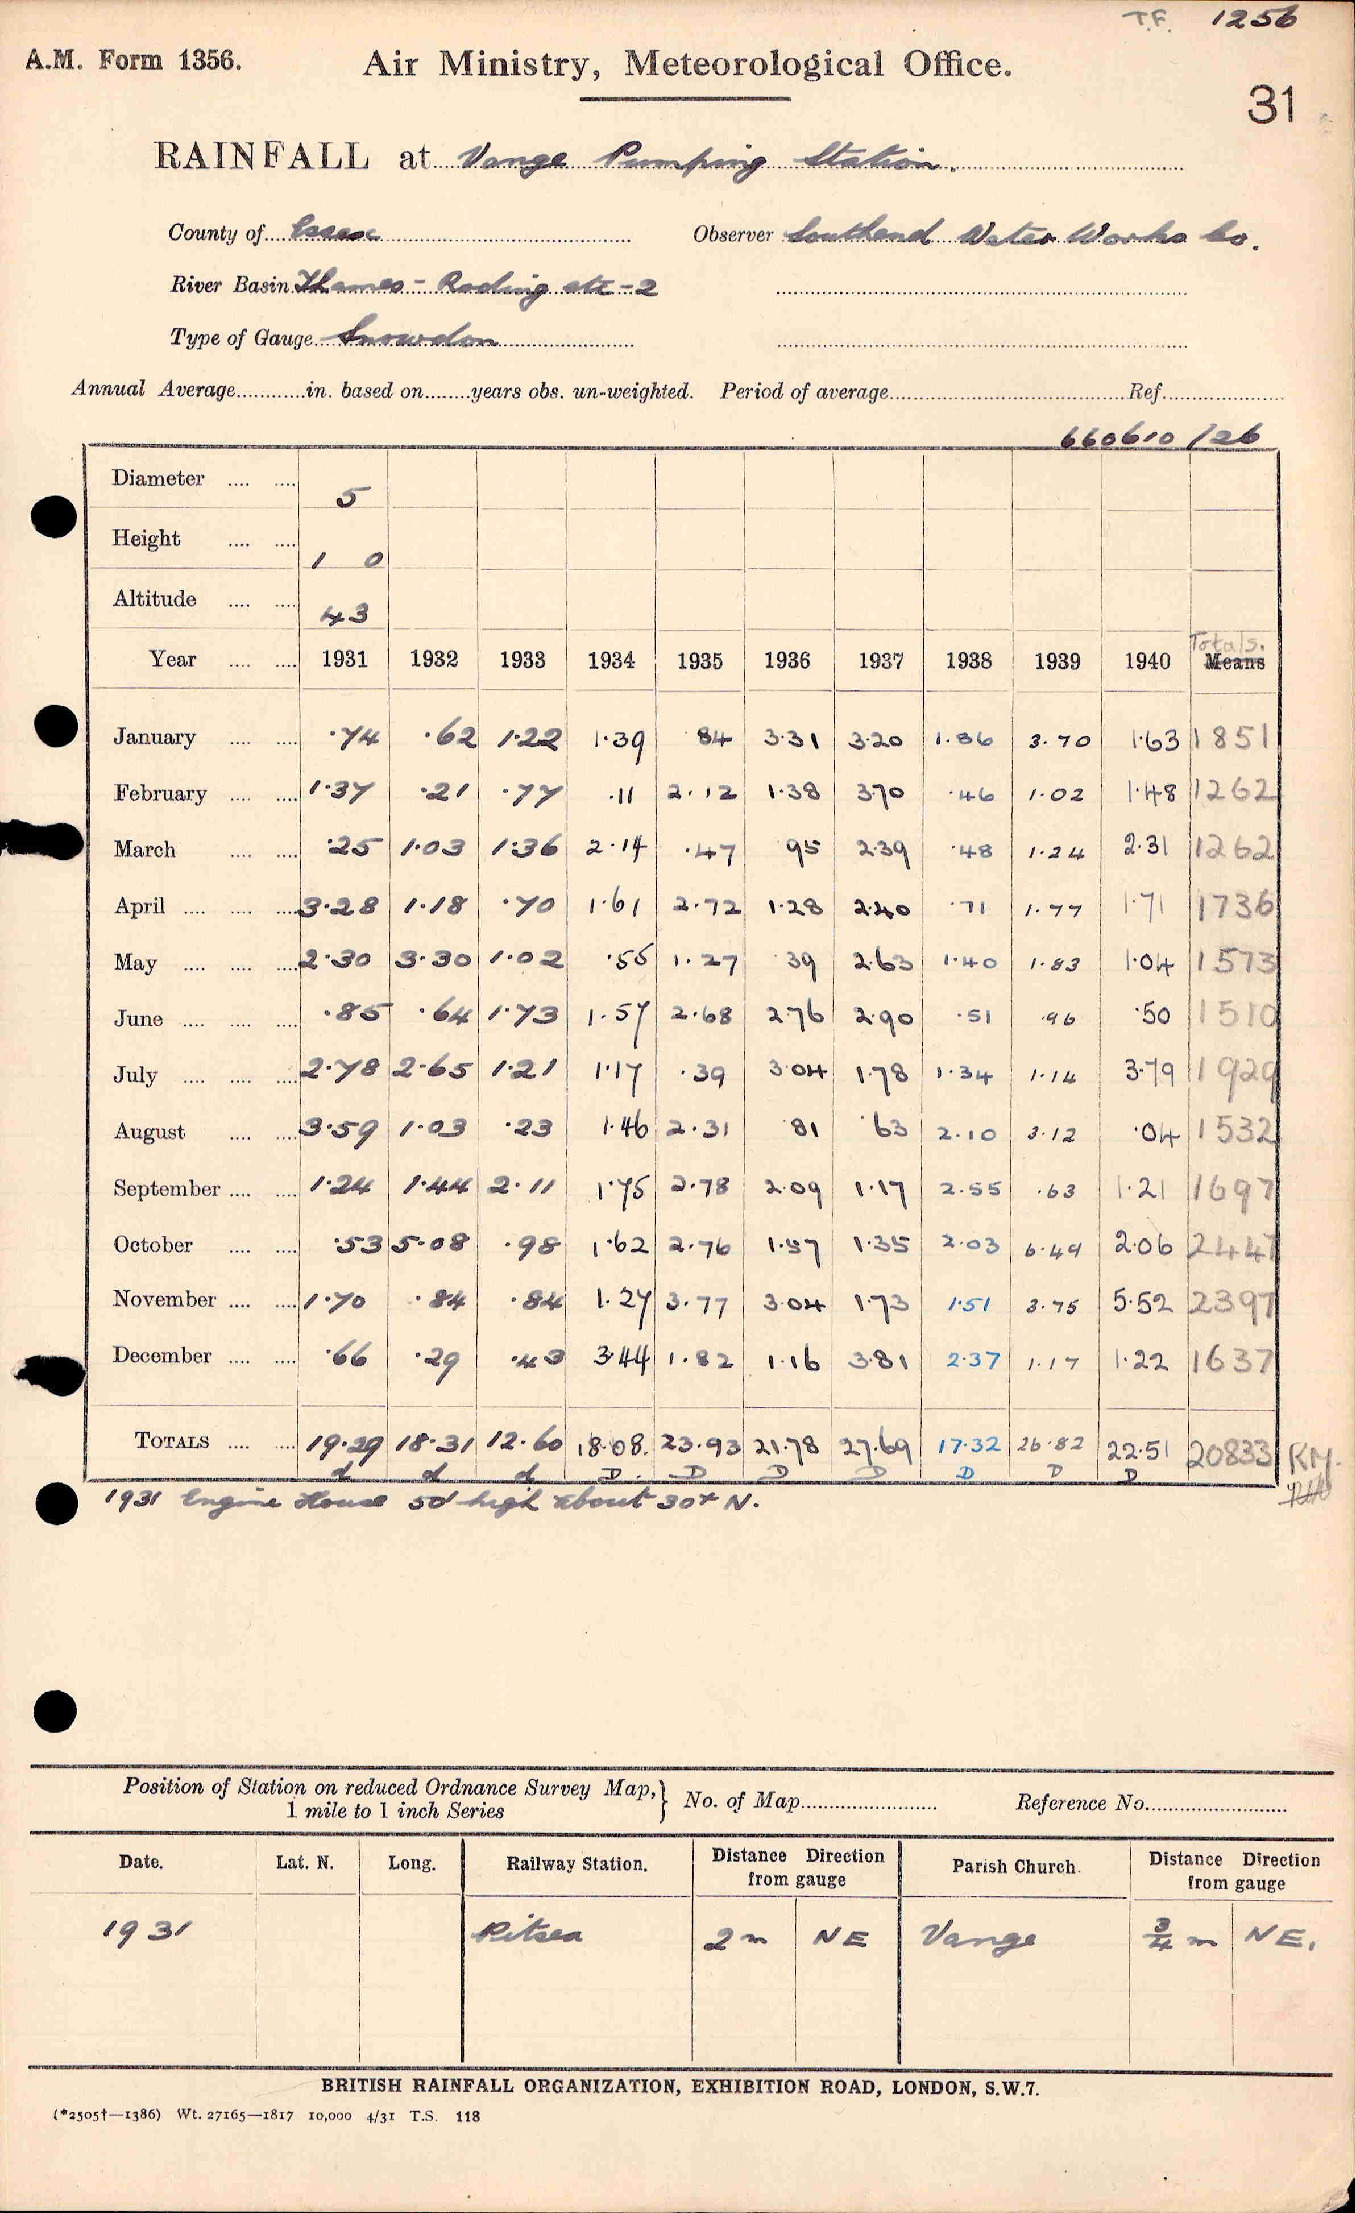 T.F. 1256
A.M. Form 1356.
Air Ministry, Meteorological Office.
31
RAINFALL at Vange Pumping Station.
County of Essex Observer Southend Water Works Co.
River Basin Thames - Roding etc - 2
Type of Gauge Snowdon
Annual Average in. based on years obs. un-weighted. Period of average Ref.
660610 /26
Diameter 5
Height 1 0
Altitude 43
Totals.
Year 1931 1932 1933 1934 1935 1936 1937 1938 1939 1940 Means
January ·74 ·62 1·22 1·39 84 3·31 3·20 1·86 3·70 1·63 1851
February 1·37 ·21 ·77 ·11 2·12 1·38 370 ·46 1·02 1·48 1262
March ·25 1·03 1·36 2·14 ·47 95 2·39 ·48 1·24 2·31 1262
April 3·28 1·18 ·70 1·61 2·72 1·28 2·40 ·71 1·77 1·71 1736
May 2·30 3·30 1·02 ·55 1·27 39 2·63 1·40 1·83 1·04 1573
June ·85 ·64 1·73 1·57 2·68 276 2·90 ·51 ·96 ·50 1510
July 2·78 2·65 1·21 1·17 ·39 3·04 1·78 1·34 1·14 3·79 1929
August 3·59 1·03 ·23 1·46 2·31 81 ·63 2·10 3·12 ·04 1532
September 1·24 1·44 2·11 1·75 2·78 2·09 1·17 2·55 ·63 1·21 1697
October ·53 5·08 ·98 1·62 2·76 1·57 1·35 2·03 6·49 2·06 2447
November 1·70 ·84 ·84 1·27 3·77 3·04 1·73 1·51 3·75 5·52 2397
December ·66 ·29 ·43 3·44 1·82 1·16 3·81 2·37 1·17 1·22 1637
TOTALS 19·29 18·31 12·60 18·08. 23·93 21·78 27·69 17·32 26·82 22·51 20833 RM.
d d d D. D D D D D D
1931 Engine House 50' high about 30x N.
Position of Station on reduced Ordnance Survey Map,
1 mile to 1 inch Series } No. of Map Reference No.
Date. Lat. N. Long. Railway Station. Distance Direction from gauge Parish Church. Distance Direction from gauge
1931 Pitsea 2 m NE Vange ¾ m NE.
BRITISH RAINFALL ORGANIZATION, EXHIBITION ROAD, LONDON, S.W.7.
(*2505†—1386) Wt. 27165—1817 10,000 4/31 T.S. 118